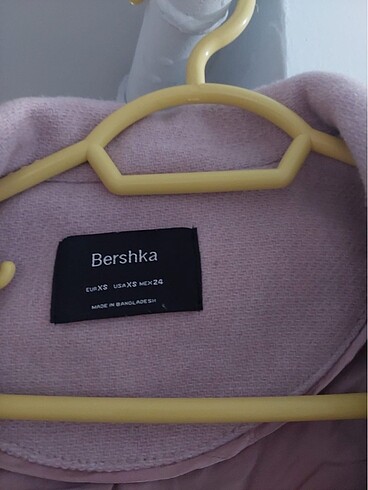 Bershka
EUR XS USA XS MEX 24
MADE IN BANGLADESH